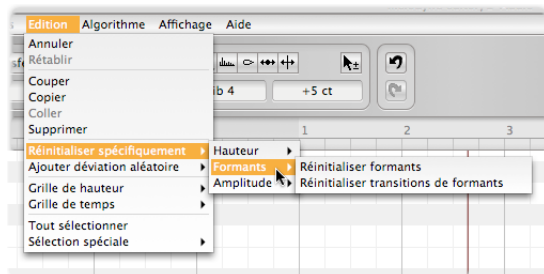 Edition Algorithme Affichage Aide
Annuler
Rétablir
ib 4 +5 ct
Couper
Copier
Coller
Supprimer
1 2 3
Réinitialiser spécifiquement Hauteur
Ajouter déviation aléatoire Formants Réinitialiser formants
Amplitude Réinitialiser transitions de formants
Grille de hauteur
Grille de temps
Tout sélectionner
Sélection spéciale